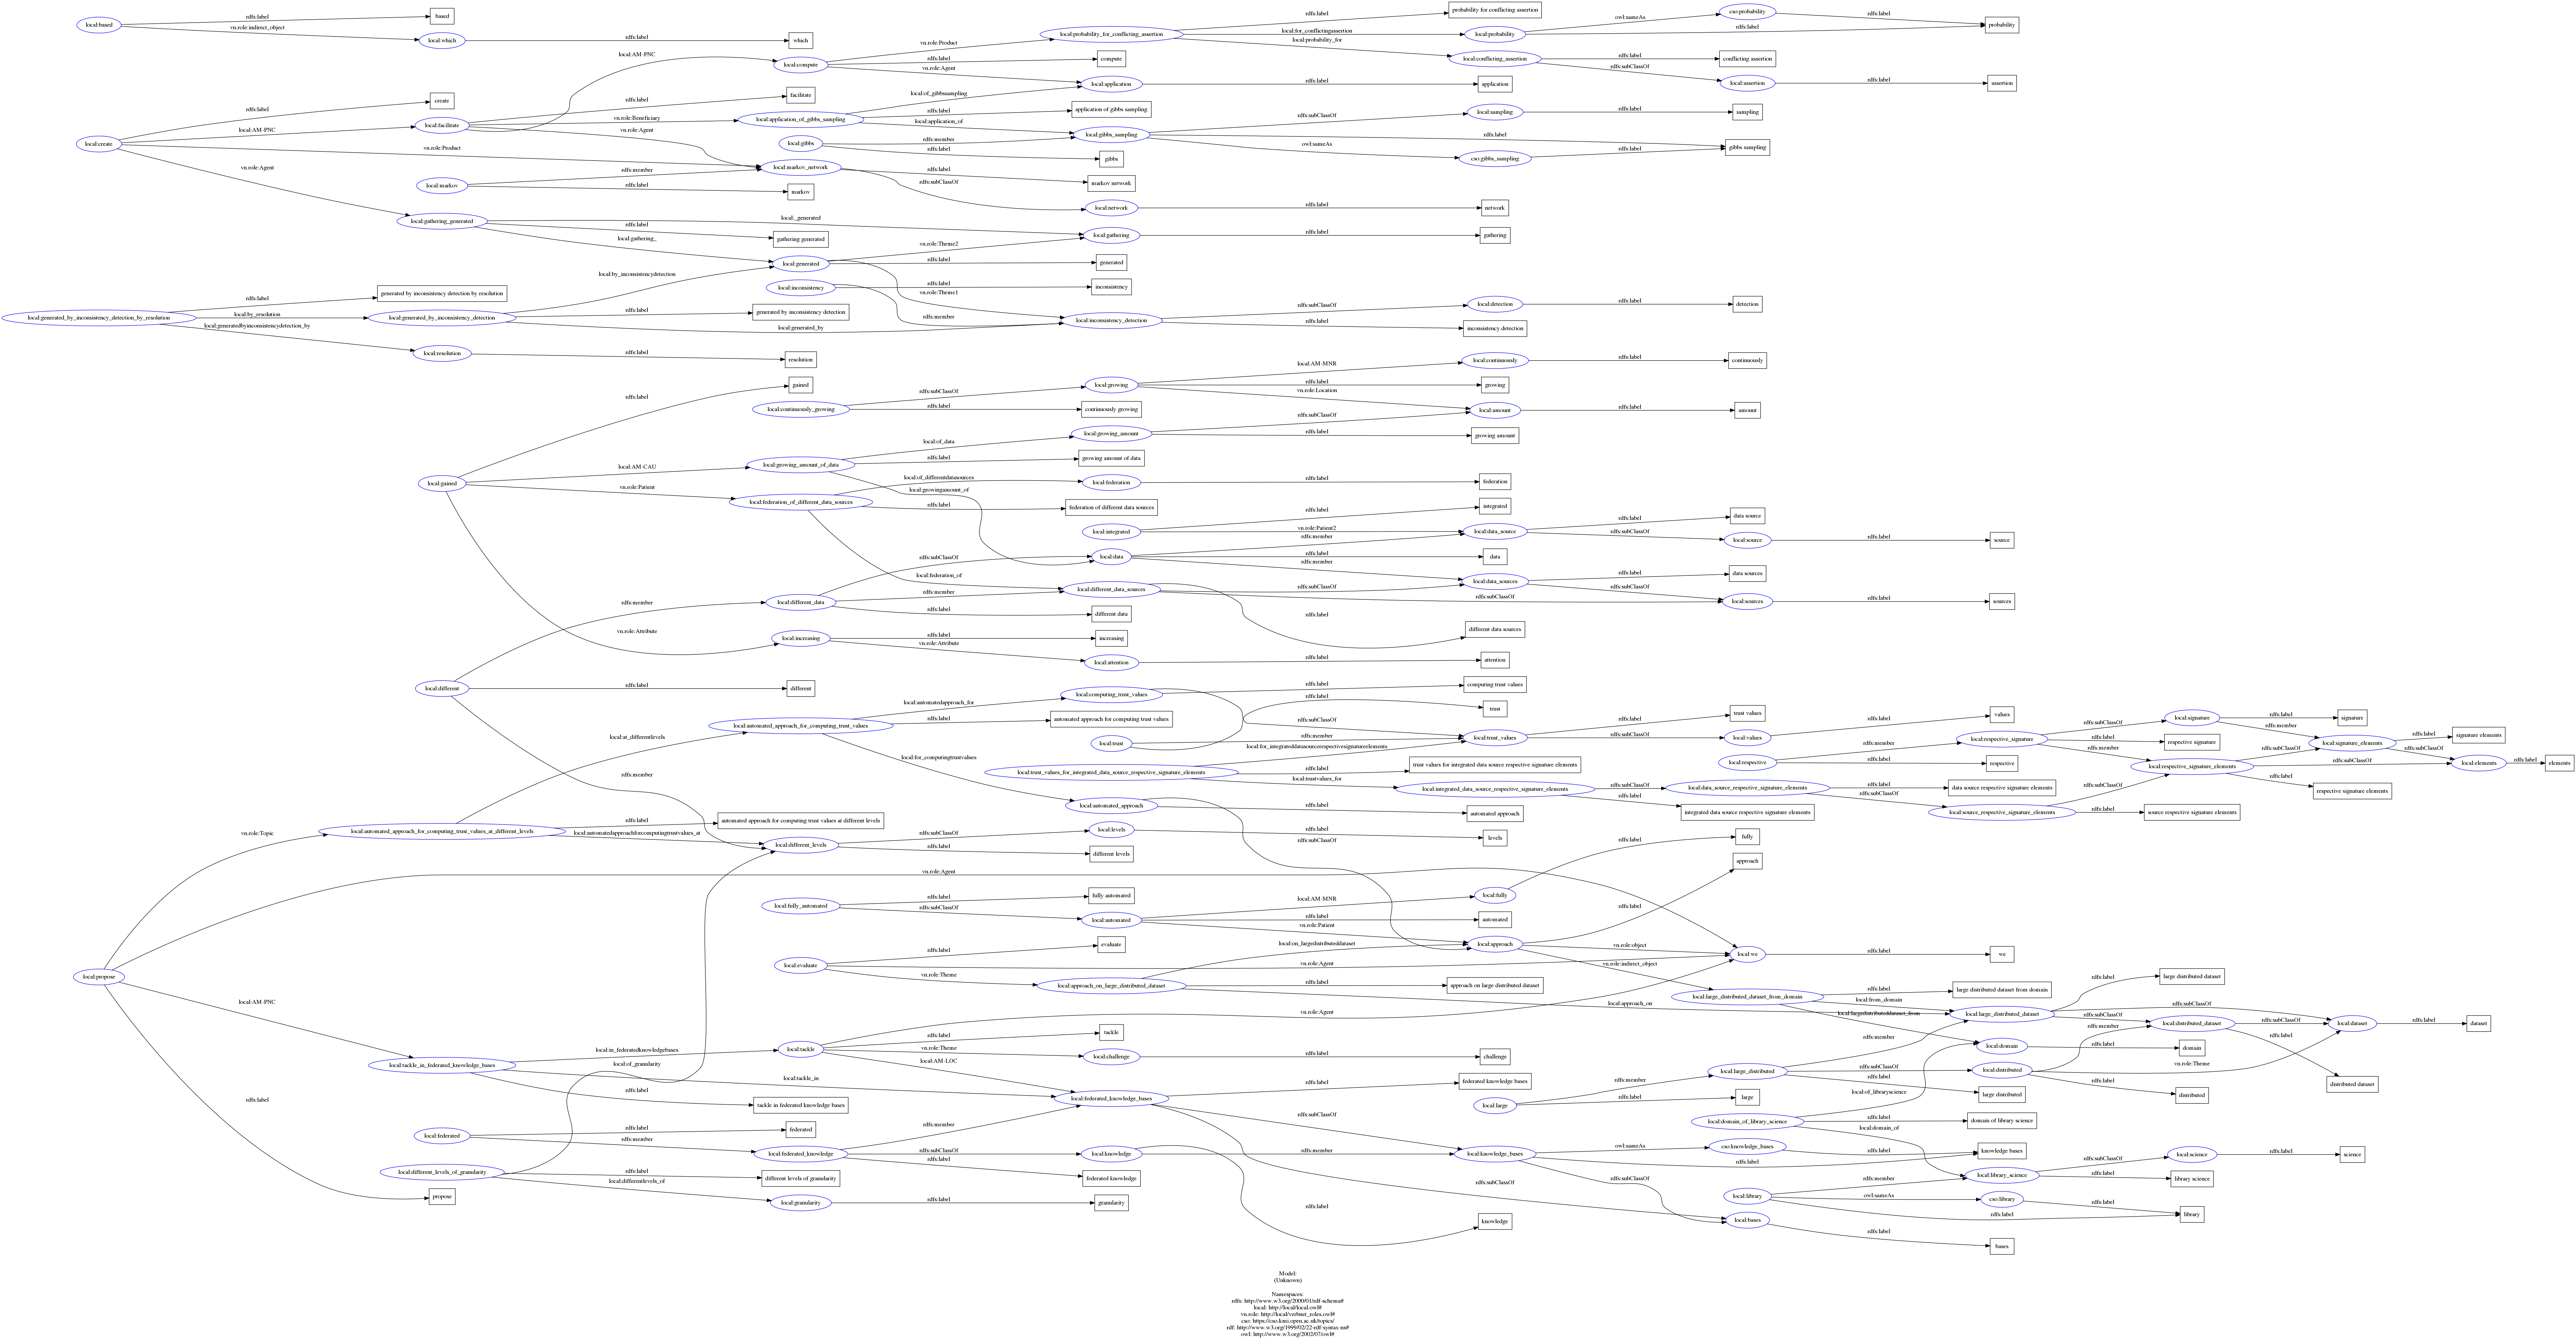 local:based
rdfs:label
based
vn.role:indirect_object
local:which
rdfs:label
which
local:create
rdfs:label
create
local:AM-PNC
local:facilitate
rdfs:label
facilitate
local:AM-PNC
local:compute
vn.role:Product
local:probability_for_conflicting_assertion
rdfs:label
probability for conflicting assertion
local:for_conflictingassertion
local:probability
owl:sameAs
cso:probability
rdfs:label
probability
rdfs:label
local:probability_for
local:conflicting_assertion
rdfs:label
conflicting assertion
rdfs:subClassOf
local:assertion
rdfs:label
assertion
rdfs:label
compute
vn.role:Agent
local:application
rdfs:label
application
vn.role:Beneficiary
local:application_of_gibbs_sampling
local:of_gibbssampling
rdfs:label
application of gibbs sampling
local:application_of
local:gibbs_sampling
rdfs:subClassOf
local:sampling
rdfs:label
sampling
rdfs:label
gibbs sampling
owl:sameAs
cso:gibbs_sampling
rdfs:label
local:gibbs
rdfs:member
rdfs:label
gibbs
vn.role:Agent
vn.role:Product
local:markov_network
rdfs:label
markov network
rdfs:subClassOf
local:network
rdfs:label
network
local:markov
rdfs:member
rdfs:label
markov
vn.role:Agent
local:gathering_generated
local:_generated
rdfs:label
gathering generated
local:gathering_
local:gathering
rdfs:label
gathering
local:generated
vn.role:Theme2
rdfs:label
generated
vn.role:Theme1
local:inconsistency
rdfs:label
inconsistency
rdfs:member
local:generated_by_inconsistency_detection_by_resolution
rdfs:label
generated by inconsistency detection by resolution
local:by_resolution
local:generated_by_inconsistency_detection
local:by_inconsistencydetection
rdfs:label
generated by inconsistency detection
local:generated_by
local:inconsistency_detection
rdfs:subClassOf
local:detection
rdfs:label
detection
rdfs:label
inconsistency detection
local:generatedbyinconsistencydetection_by
local:resolution
rdfs:label
resolution
local:gained
rdfs:label
gained
local:continuously_growing
rdfs:subClassOf
local:growing
local:AM-MNR
local:continuously
rdfs:label
continuously
rdfs:label
growing
vn.role:Location
local:amount
rdfs:label
amount
rdfs:label
continuously growing
local:AM-CAU
local:growing_amount_of_data
local:of_data
local:growing_amount
rdfs:subClassOf
rdfs:label
growing amount
rdfs:label
growing amount of data
local:growingamount_of
vn.role:Patient
local:federation_of_different_data_sources
local:of_differentdatasources
local:federation
rdfs:label
federation
rdfs:label
federation of different data sources
local:federation_of
local:integrated
rdfs:label
integrated
vn.role:Patient2
local:data_source
rdfs:label
data source
rdfs:subClassOf
local:source
rdfs:label
source
local:data
rdfs:member
rdfs:label
data
rdfs:member
local:data_sources
rdfs:label
data sources
rdfs:subClassOf
local:different_data
rdfs:subClassOf
rdfs:member
local:different_data_sources
rdfs:subClassOf
rdfs:subClassOf
local:sources
rdfs:label
sources
rdfs:label
different data sources
rdfs:label
different data
vn.role:Attribute
local:increasing
rdfs:label
increasing
vn.role:Attribute
local:attention
rdfs:label
attention
local:different
rdfs:member
rdfs:label
different
rdfs:member
local:automated_approach_for_computing_trust_values
local:automatedapproach_for
local:computing_trust_values
rdfs:label
computing trust values
rdfs:subClassOf
rdfs:label
automated approach for computing trust values
local:for_computingtrustvalues
local:trust
rdfs:label
trust
rdfs:member
local:trust_values
rdfs:label
trust values
rdfs:subClassOf
local:values
rdfs:label
values
local:trust_values_for_integrated_data_source_respective_signature_elements
local:for_integrateddatasourcerespectivesignatureelements
rdfs:label
trust values for integrated data source respective signature elements
local:trustvalues_for
local:integrated_data_source_respective_signature_elements
rdfs:subClassOf
local:data_source_respective_signature_elements
rdfs:label
data source respective signature elements
rdfs:subClassOf
local:source_respective_signature_elements
rdfs:label
source respective signature elements
rdfs:subClassOf
rdfs:label
integrated data source respective signature elements
local:respective
rdfs:member
rdfs:label
respective
local:respective_signature
rdfs:subClassOf
local:signature
rdfs:label
signature
rdfs:member
rdfs:label
respective signature
rdfs:member
local:respective_signature_elements
rdfs:subClassOf
local:signature_elements
rdfs:label
signature elements
rdfs:subClassOf
rdfs:subClassOf
local:elements
rdfs:label
elements
rdfs:label
respective signature elements
local:automated_approach
rdfs:label
automated approach
rdfs:subClassOf
local:propose
vn.role:Topic
local:automated_approach_for_computing_trust_values_at_different_levels
local:at_differentlevels
rdfs:label
automated approach for computing trust values at different levels
local:automatedapproachforcomputingtrustvalues_at
local:different_levels
rdfs:subClassOf
local:levels
rdfs:label
levels
rdfs:label
different levels
vn.role:Agent
local:fully_automated
rdfs:label
fully automated
rdfs:subClassOf
local:automated
local:AM-MNR
local:fully
rdfs:label
fully
rdfs:label
automated
vn.role:Patient
local:approach
rdfs:label
approach
vn.role:object
local:we
rdfs:label
we
vn.role:indirect_object
local:evaluate
rdfs:label
evaluate
vn.role:Agent
vn.role:Theme
local:approach_on_large_distributed_dataset
local:on_largedistributeddataset
rdfs:label
approach on large distributed dataset
local:approach_on
local:large_distributed_dataset_from_domain
rdfs:label
large distributed dataset from domain
local:from_domain
local:largedistributeddataset_from
local:large_distributed_dataset
rdfs:label
large distributed dataset
rdfs:subClassOf
rdfs:subClassOf
local:distributed_dataset
rdfs:subClassOf
local:dataset
rdfs:label
dataset
rdfs:label
distributed dataset
local:domain
rdfs:label
domain
local:AM-PNC
local:tackle_in_federated_knowledge_bases
local:in_federatedknowledgebases
local:tackle
vn.role:Agent
rdfs:label
tackle
vn.role:Theme
local:challenge
rdfs:label
challenge
local:AM-LOC
local:tackle_in
rdfs:label
tackle in federated knowledge bases
local:federated_knowledge_bases
rdfs:label
federated knowledge bases
rdfs:subClassOf
rdfs:subClassOf
local:large
rdfs:member
rdfs:label
large
local:large_distributed
rdfs:member
rdfs:subClassOf
local:distributed
rdfs:member
vn.role:Theme
rdfs:label
distributed
rdfs:label
large distributed
local:domain_of_library_science
local:of_libraryscience
rdfs:label
domain of library science
local:domain_of
local:federated
rdfs:label
federated
rdfs:member
local:federated_knowledge
rdfs:member
rdfs:subClassOf
local:knowledge
rdfs:member
rdfs:label
knowledge
rdfs:label
federated knowledge
local:knowledge_bases
owl:sameAs
cso:knowledge_bases
rdfs:label
knowledge bases
rdfs:label
rdfs:subClassOf
local:bases
rdfs:label
bases
local:library_science
rdfs:subClassOf
local:science
rdfs:label
science
rdfs:label
library science
local:library
rdfs:member
owl:sameAs
cso:library
rdfs:label
library
rdfs:label
local:different_levels_of_granularity
local:of_granularity
rdfs:label
different levels of granularity
local:differentlevels_of
local:granularity
rdfs:label
granularity
rdfs:label
propose
Model:
(Unknown)
Namespaces:
rdfs: http://www.w3.org/2000/01/rdf-schema#
local: http://local/local.owl#
vn.role: http://local/verbnet_roles.owl#
cso: https://cso.kmi.open.ac.uk/topics/
rdf: http://www.w3.org/1999/02/22-rdf-syntax-ns#
owl: http://www.w3.org/2002/07/owl#